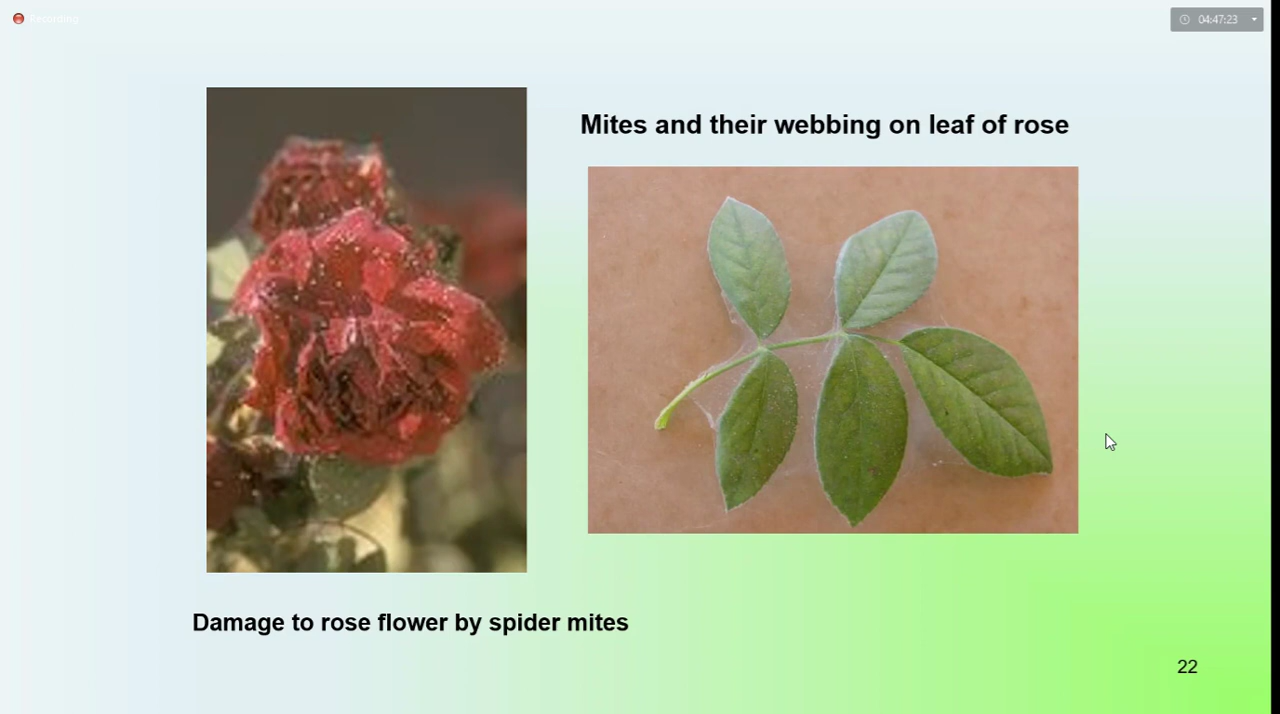 Recording
04:47:23
Mites and their webbing on leaf of rose
Damage to rose flower by spider mites
22